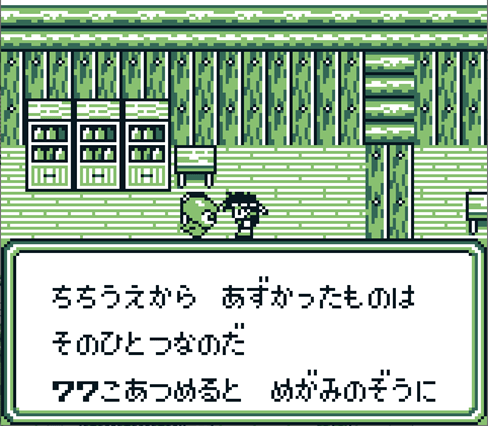 ちちうえから　あずかったものは
そのひとつなのだ
77こあつめると　めがみのぞうに